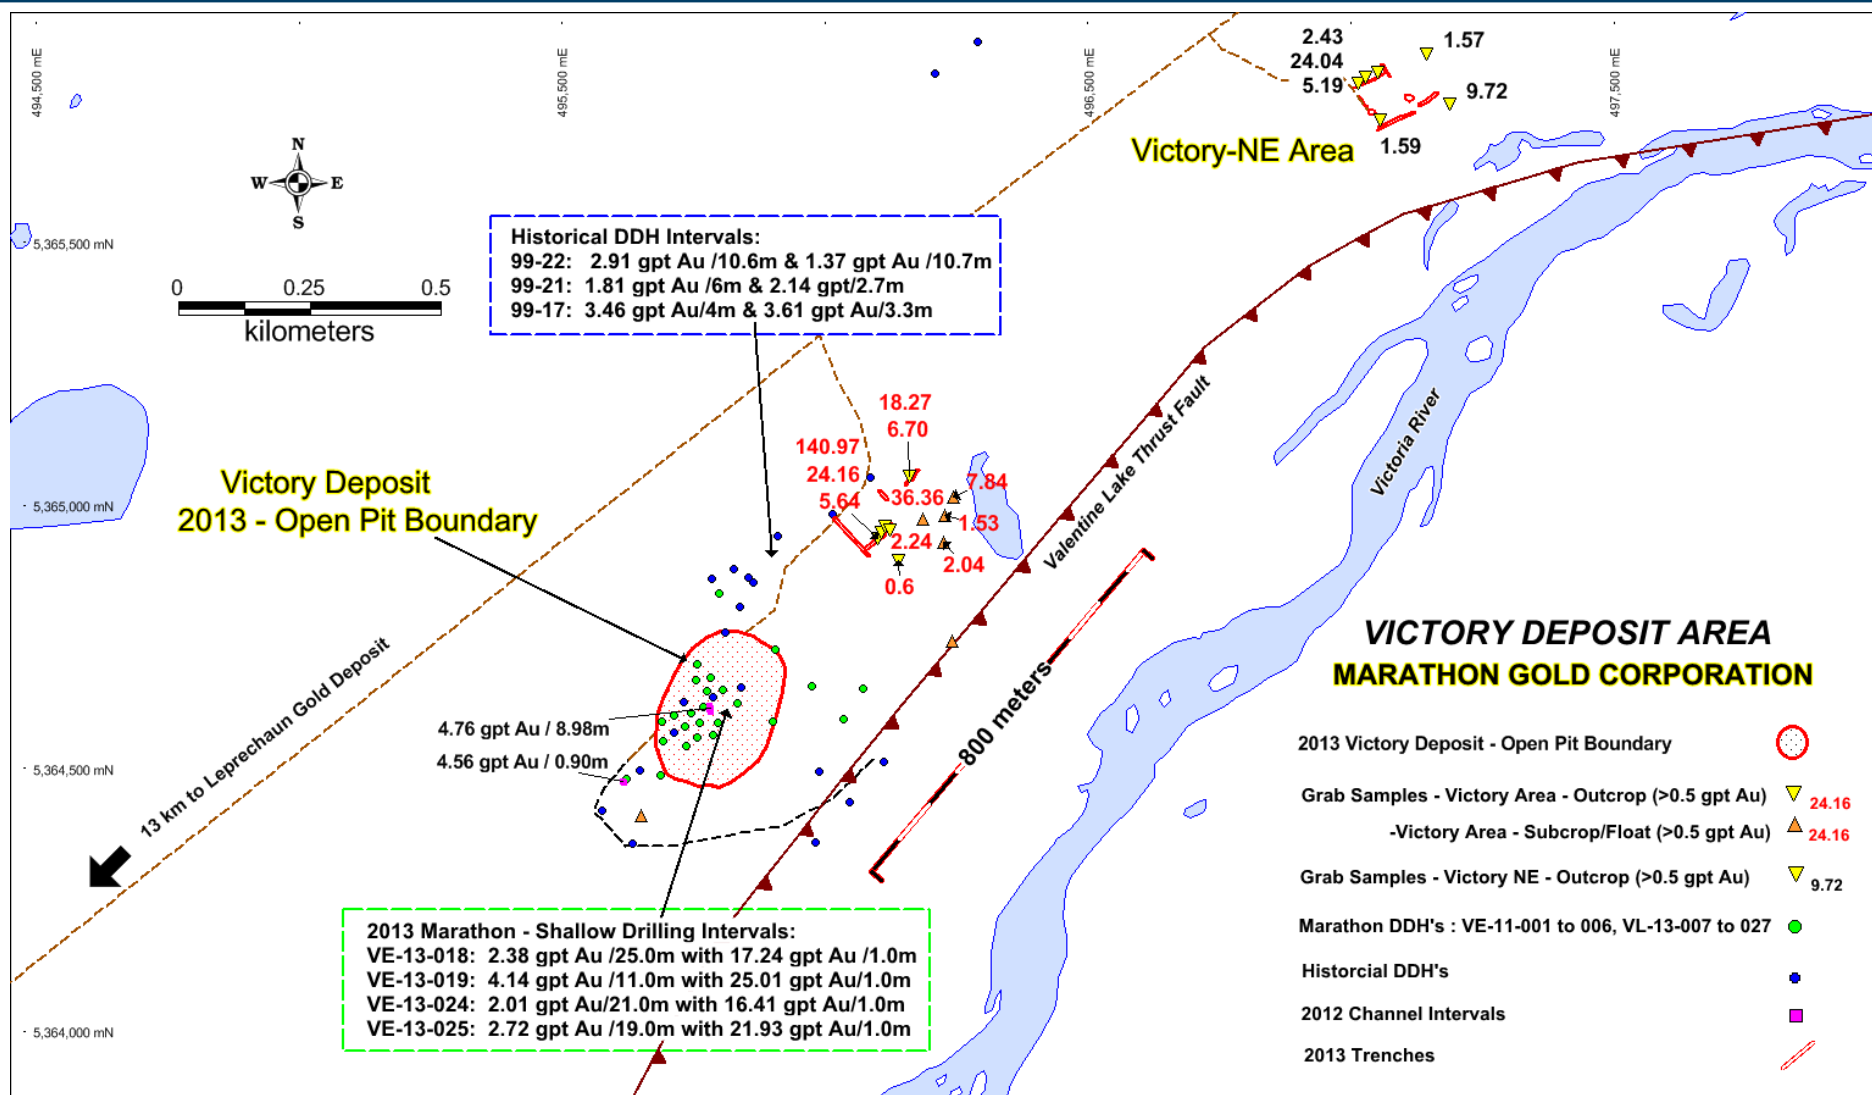 494,500 mE
495,500 mE
496,500 mE
497,500 mE
2.43
24.04
5.19
1.57
9.72
1.59
Victory-NE Area
N
W E
S
5,365,500 mN
0 0.25 0.5
kilometers
Historical DDH Intervals:
99-22: 2.91 gpt Au /10.6m & 1.37 gpt Au /10.7m
99-21: 1.81 gpt Au /6m & 2.14 gpt/2.7m
99-17: 3.46 gpt Au/4m & 3.61 gpt Au/3.3m
18.27
6.70
140.97
24.16
5.64
36.36
7.84
1.53
2.24
2.04
0.6
Valentine Lake Thrust Fault
Victoria River
Victory Deposit
2013 - Open Pit Boundary
5,365,000 mN
13 km to Leprechaun Gold Deposit
4.76 gpt Au / 8.98m
4.56 gpt Au / 0.90m
5,364,500 mN
800 meters
VICTORY DEPOSIT AREA
MARATHON GOLD CORPORATION
2013 Victory Deposit - Open Pit Boundary
Grab Samples - Victory Area - Outcrop (>0.5 gpt Au) 24.16
-Victory Area - Subcrop/Float (>0.5 gpt Au) 24.16
Grab Samples - Victory NE - Outcrop (>0.5 gpt Au) 9.72
Marathon DDH's : VE-11-001 to 006, VL-13-007 to 027
Historcial DDH's
2012 Channel Intervals
2013 Trenches
2013 Marathon - Shallow Drilling Intervals:
VE-13-018: 2.38 gpt Au /25.0m with 17.24 gpt Au /1.0m
VE-13-019: 4.14 gpt Au /11.0m with 25.01 gpt Au/1.0m
VE-13-024: 2.01 gpt Au/21.0m with 16.41 gpt Au/1.0m
VE-13-025: 2.72 gpt Au /19.0m with 21.93 gpt Au/1.0m
5,364,000 mN